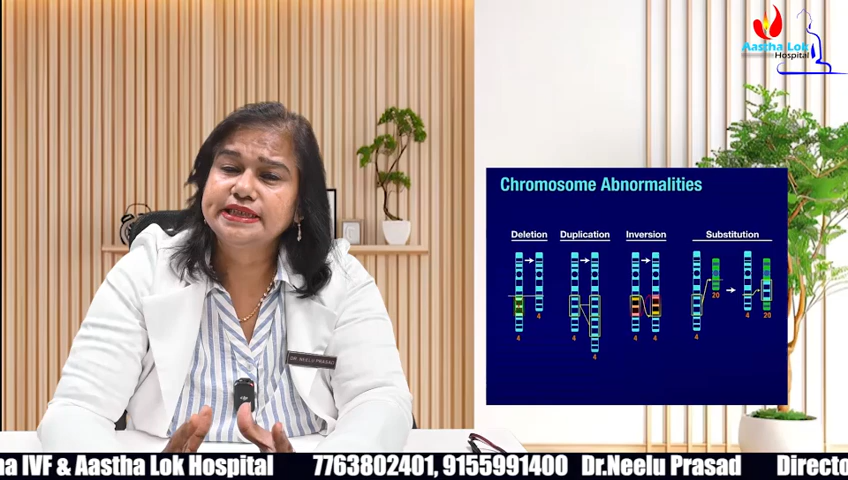 Aastha Lok
Hospital
Chromosome Abnormalities
Deletion Duplication Inversion Substitution
20
4
4 20
4 4 4 4
4
DR. NEELU PRASAD
na IVF & Aastha Lok Hospital 7763802401, 9155991400 Dr.Neelu Prasad Directo